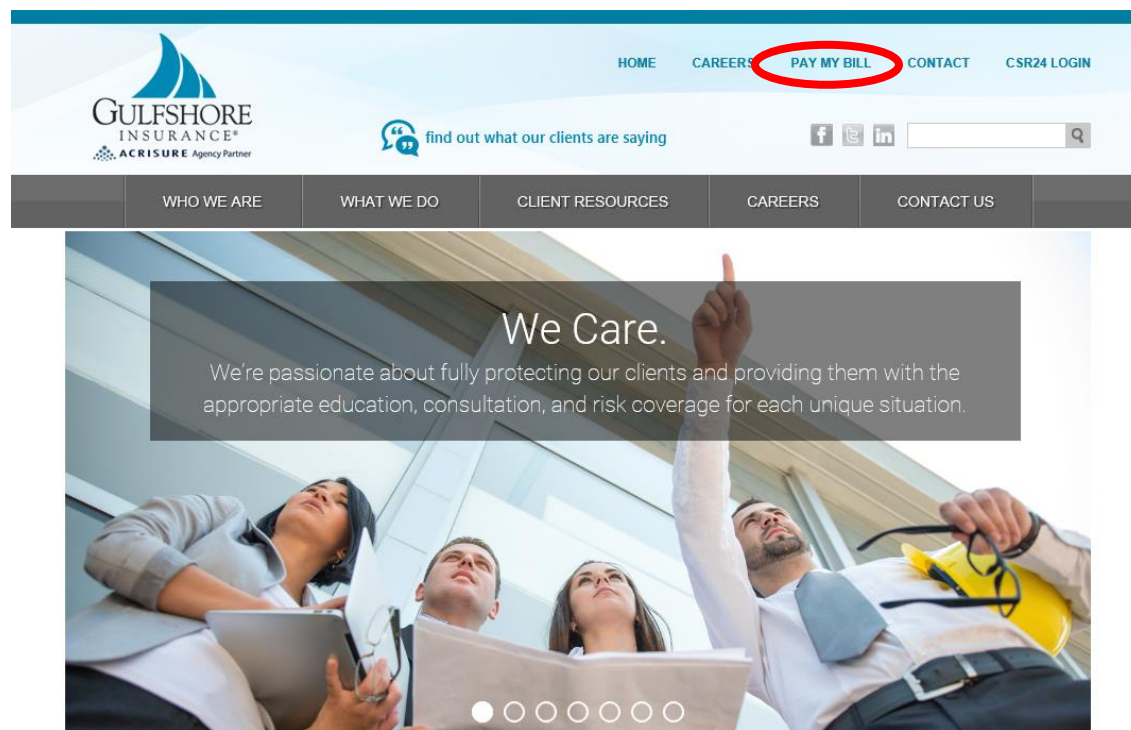 HOME CAREERS PAY MY BILL CONTACT CSR24 LOGIN
GULFSHORE
INSURANCE®
ACRISURE Agency Partner
find out what our clients are saying
f t in
WHO WE ARE WHAT WE DO CLIENT RESOURCES CAREERS CONTACT US
We Care.
We're passionate about fully protecting our clients and providing them with the
appropriate education, consultation, and risk coverage for each unique situation.